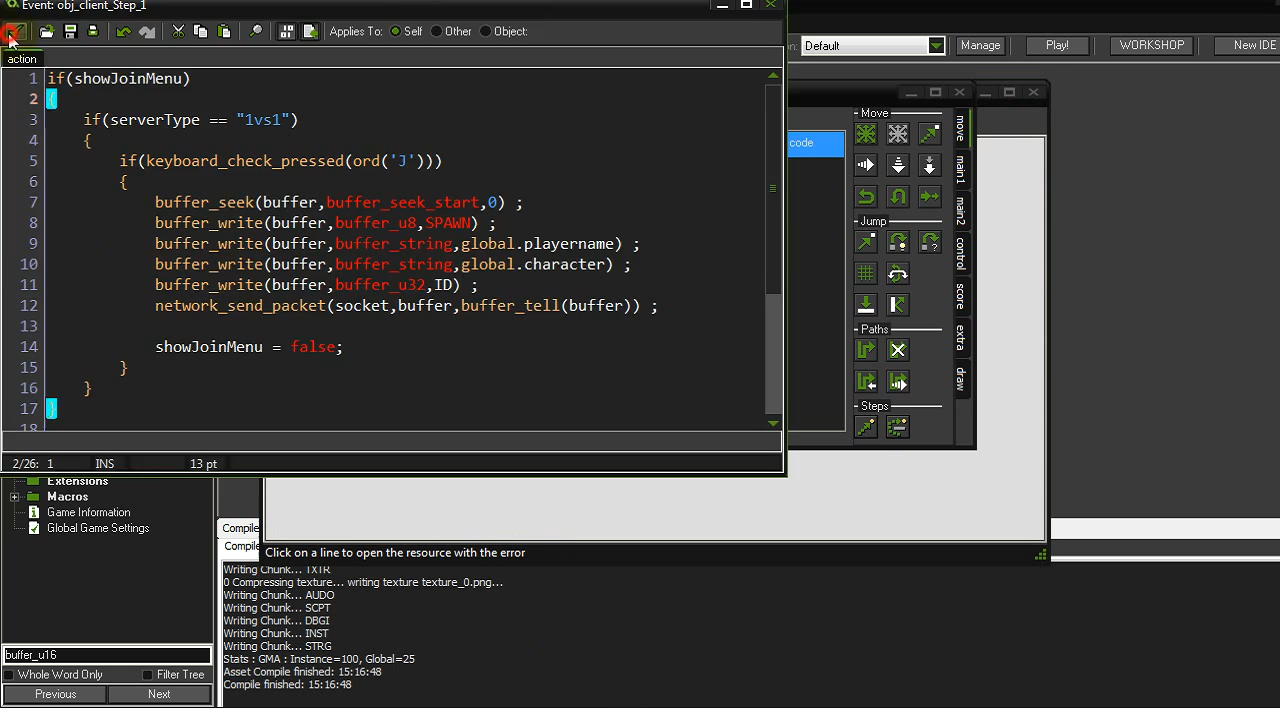 Event: obj_client_Step_1
Applies To: Self Other Object:
Default
Manage
Play!
WORKSHOP
New IDE
action
1 if(showJoinMenu)
2 {
3 if(serverType == "1vs1")
4 {
5 if(keyboard_check_pressed(ord('J')))
6 {
7 buffer_seek(buffer,buffer_seek_start,0) ;
8 buffer_write(buffer,buffer_u8,SPAWN) ;
9 buffer_write(buffer,buffer_string,global.playername) ;
10 buffer_write(buffer,buffer_string,global.character) ;
11 buffer_write(buffer,buffer_u32,ID) ;
12 network_send_packet(socket,buffer,buffer_tell(buffer)) ;
13
14 showJoinMenu = false;
15 }
16 }
17 }
18
2/26: 1 INS 13 pt
code
Move
Jump
Paths
Steps
move
main1
main2
control
score
extra
draw
Extensions
Macros
Game Information
Global Game Settings
buffer_u16
Whole Word Only
Filter Tree
Previous
Next
Click on a line to open the resource with the error
Compile
Compile
Writing Chunk... TXTR
0 Compressing texture... writing texture texture_0.png...
Writing Chunk... AUDO
Writing Chunk... SCPT
Writing Chunk... DBGI
Writing Chunk... INST
Writing Chunk... STRG
Stats : GMA : Instance=100, Global=25
Asset Compile finished: 15:16:48
Compile finished: 15:16:48